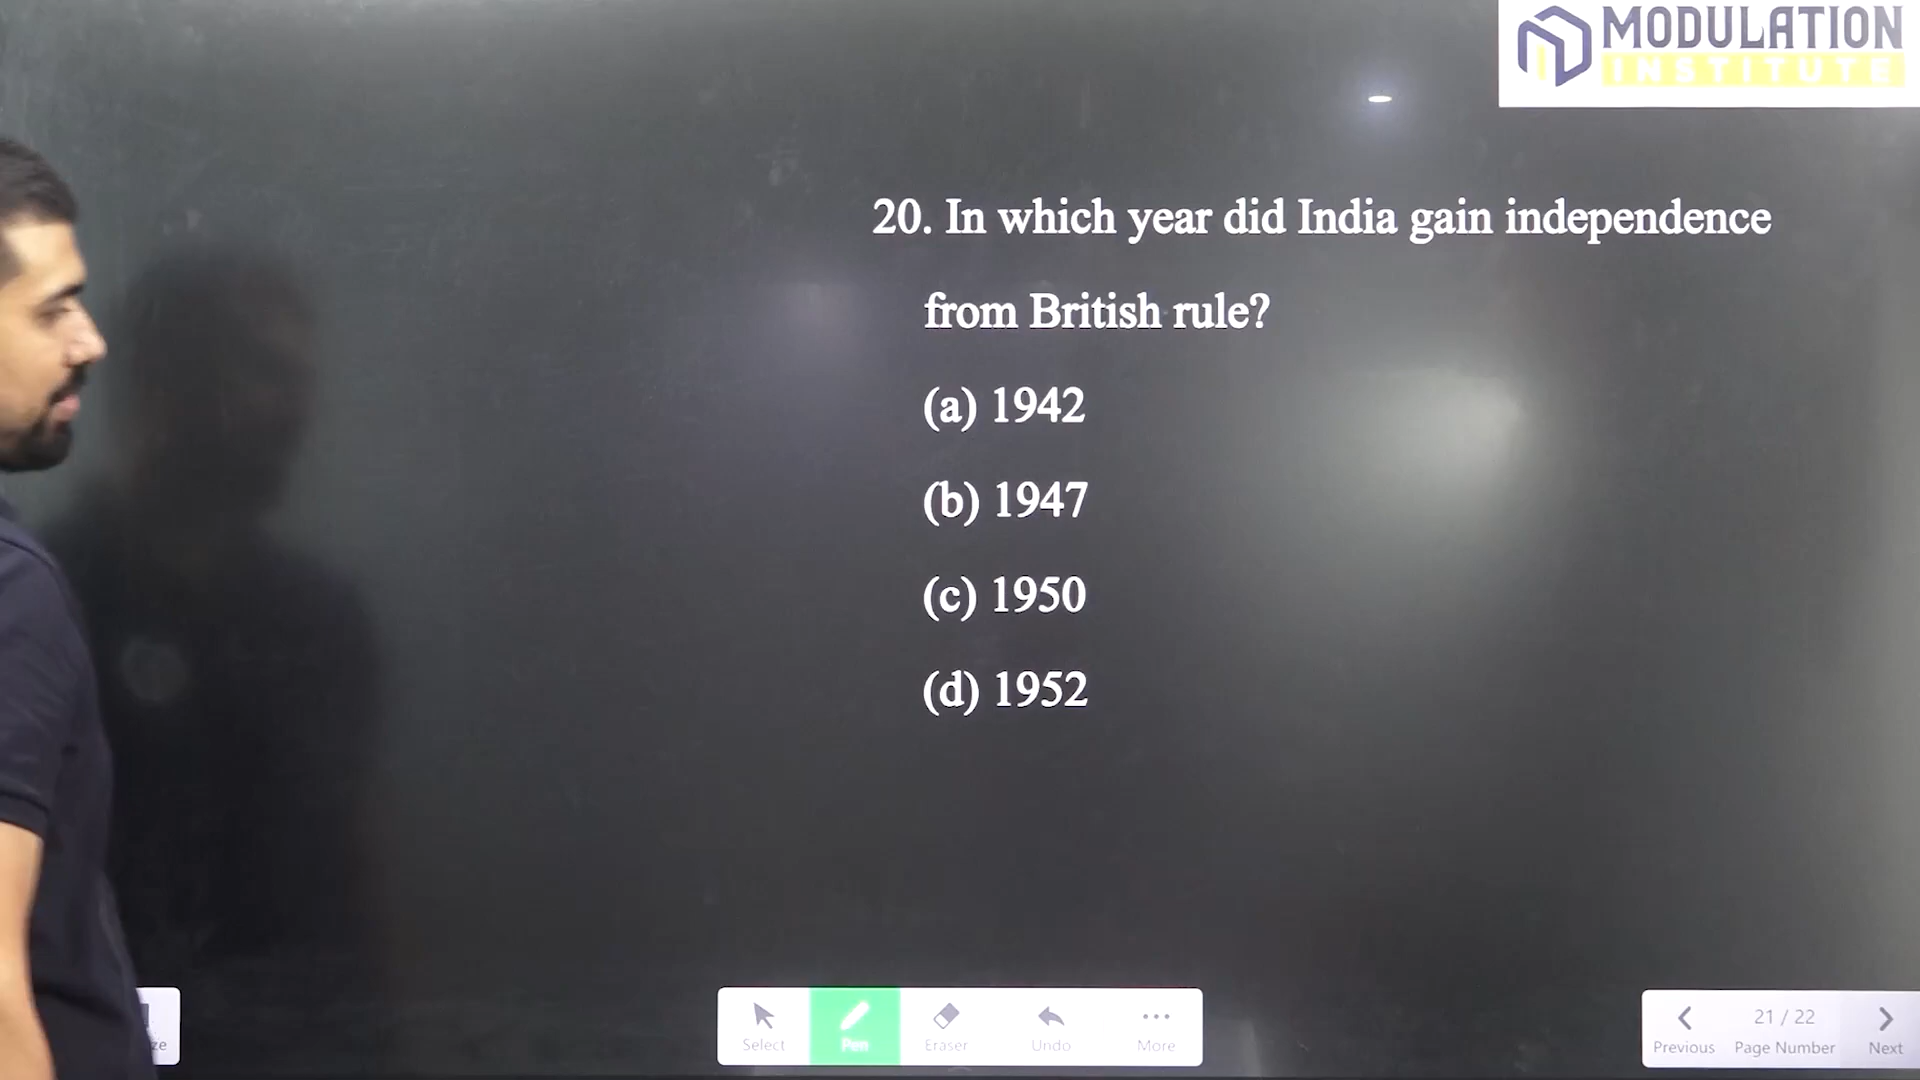 MODULATION
INSTITUTE
20. In which year did India gain independence
from British rule?
(a) 1942
(b) 1947
(c) 1950
(d) 1952
ze
Select
Pen
Eraser
Undo
More
21 / 22
Previous
Page Number
Next